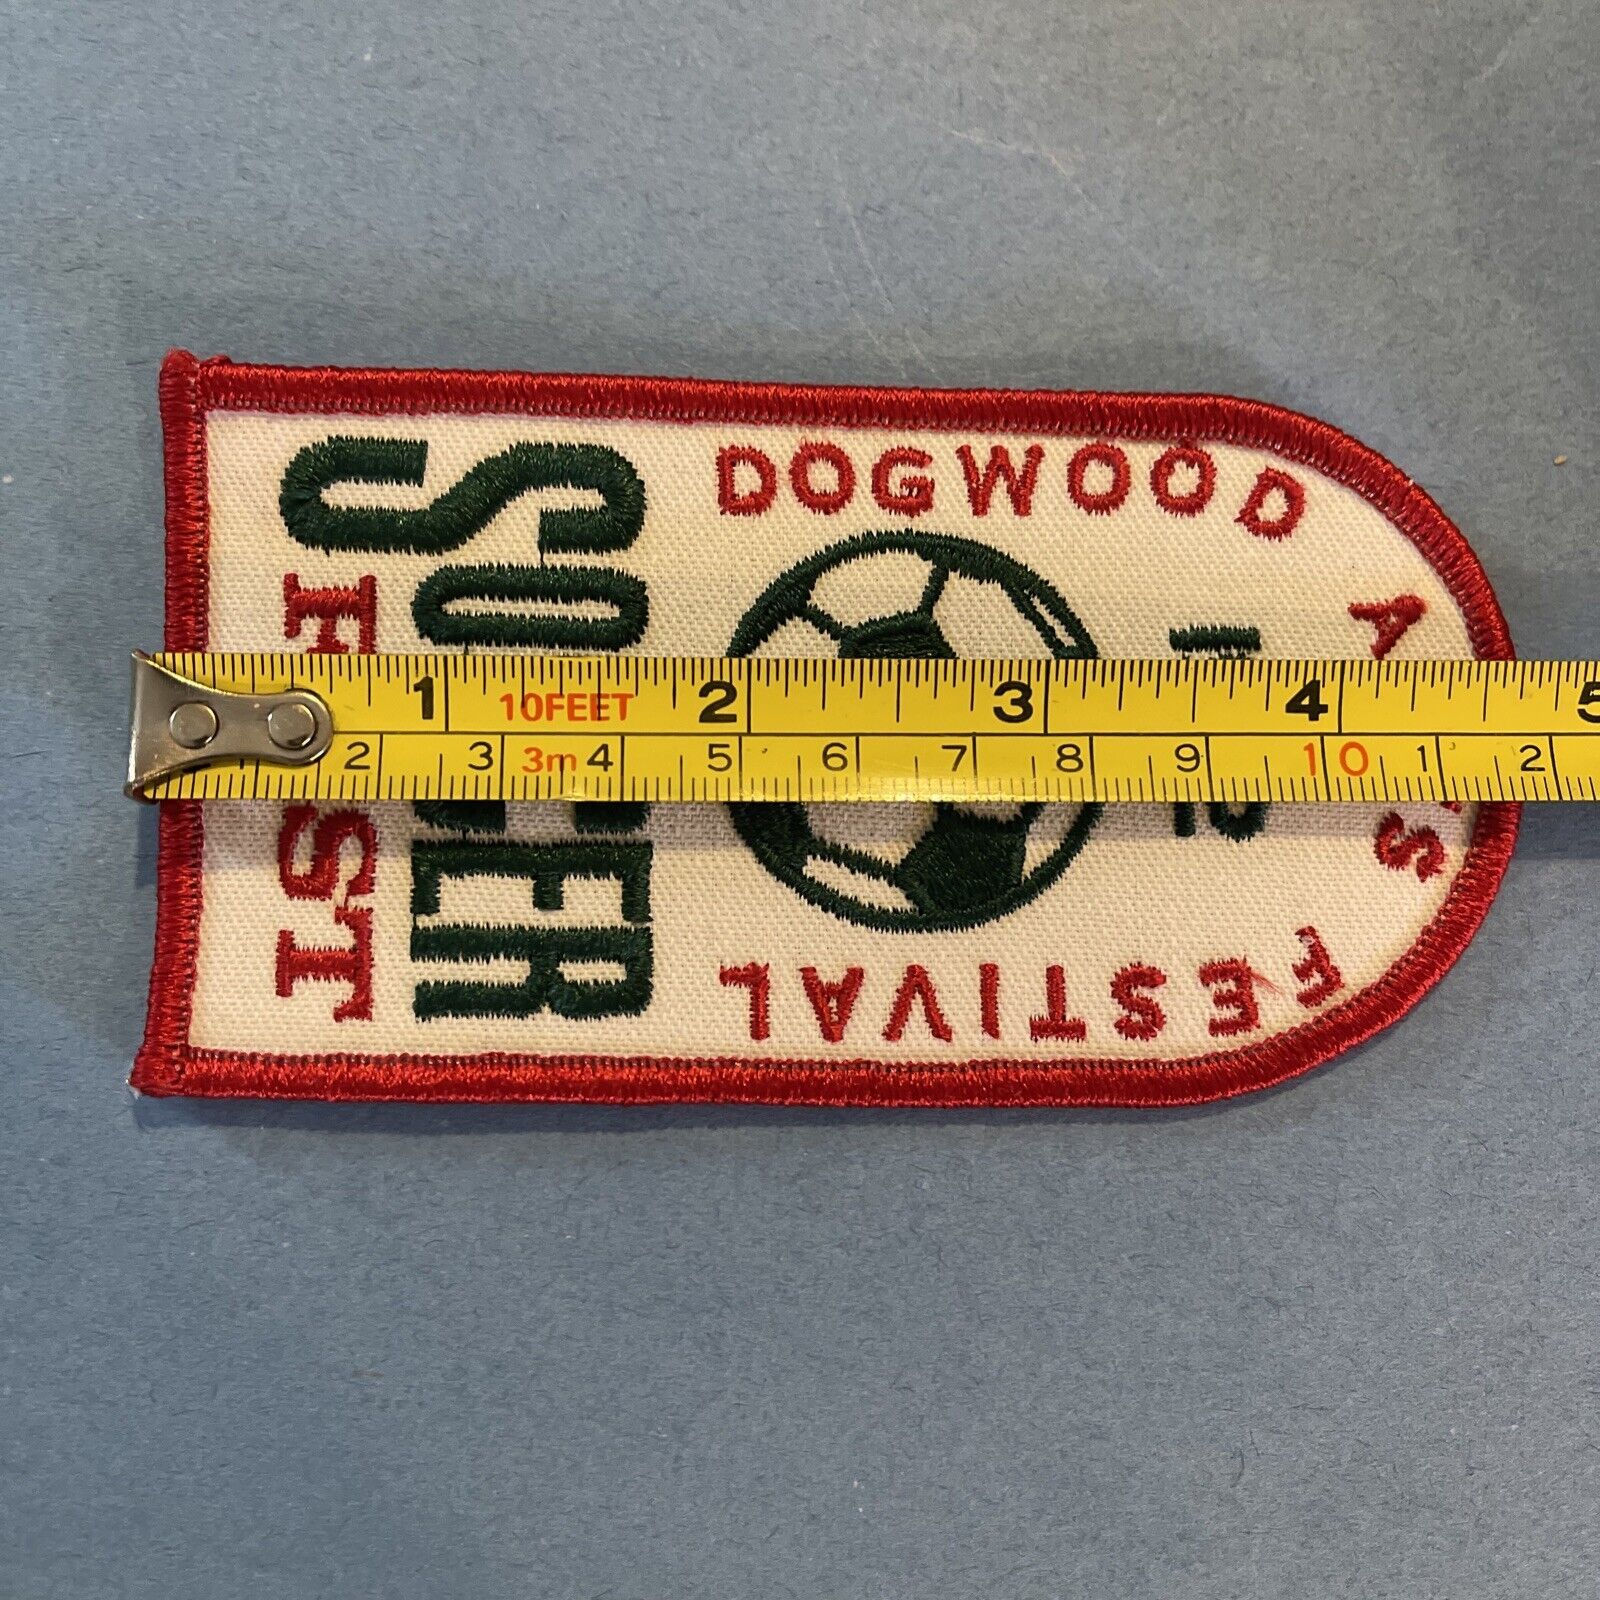 DOGWOOD ARTS FESTIVAL
SOCCER
1 10FEET 2 3 4 5
2 3 3m 4 5 6 7 8 9 10 1 2